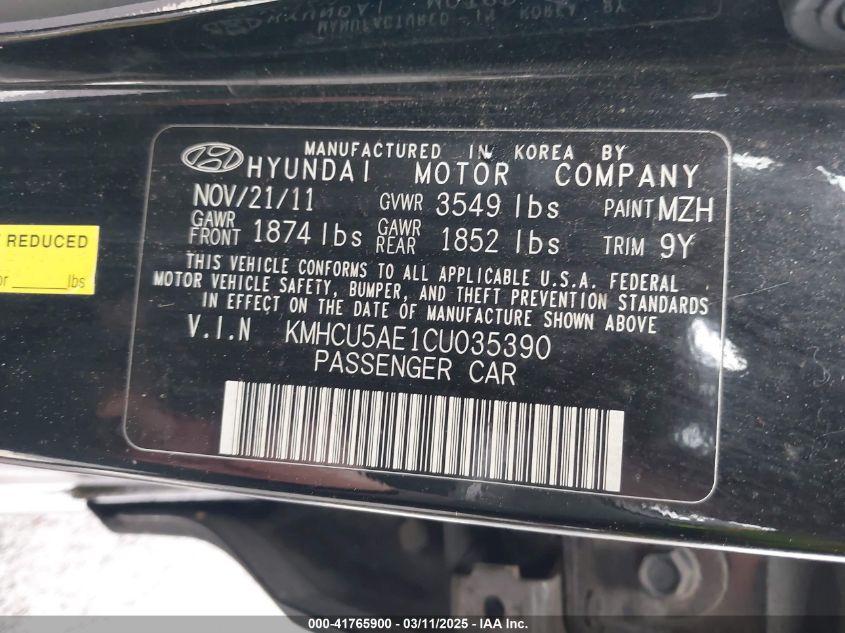 MANUFACTURED IN KOREA BY
HYUNDAI MOTOR COMPANY
NOV/21/11 GVWR 3549 lbs PAINT MZH
GAWR FRONT 1874 lbs GAWR REAR 1852 lbs TRIM 9Y
THIS VEHICLE CONFORMS TO ALL APPLICABLE U.S.A. FEDERAL
MOTOR VEHICLE SAFETY, BUMPER, AND THEFT PREVENTION STANDARDS
IN EFFECT ON THE DATE OF MANUFACTURE SHOWN ABOVE
V.I.N KMHCU5AE1CU035390
PASSENGER CAR
REDUCED
lbs
000-41765900 - 03/11/2025 - IAAI.com